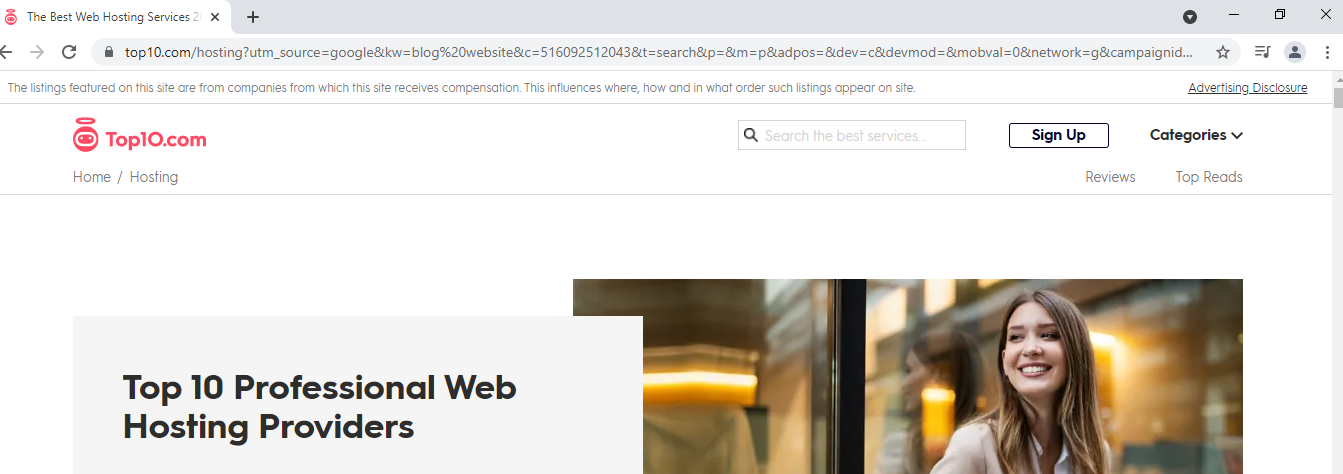 The Best Web Hosting Services 2
top10.com/hosting?utm_source=google&kw=blog%20website&c=516092512043&t=search&p=&m=p&adpos=&dev=c&devmod=&mobval=0&network=g&campaignid...
The listings featured on this site are from companies from which this site receives compensation. This influences where, how and in what order such listings appear on site.
Advertising Disclosure
Top10.com
Search the best services...
Sign Up
Categories
Home / Hosting
Reviews
Top Reads
Top 10 Professional Web
Hosting Providers